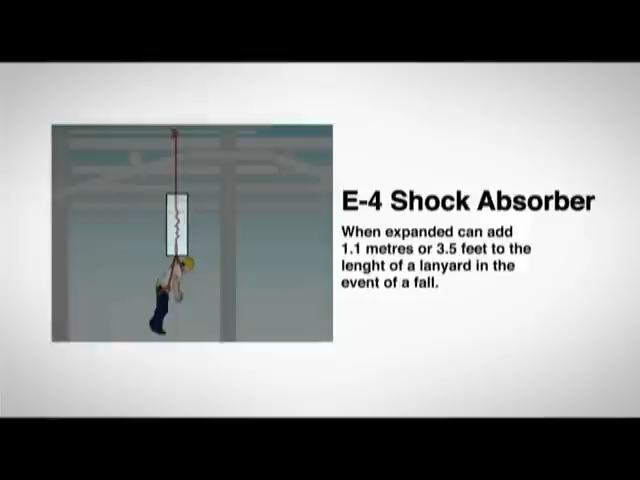 E-4 Shock Absorber
When expanded can add
1.1 metres or 3.5 feet to the
lenght of a lanyard in the
event of a fall.